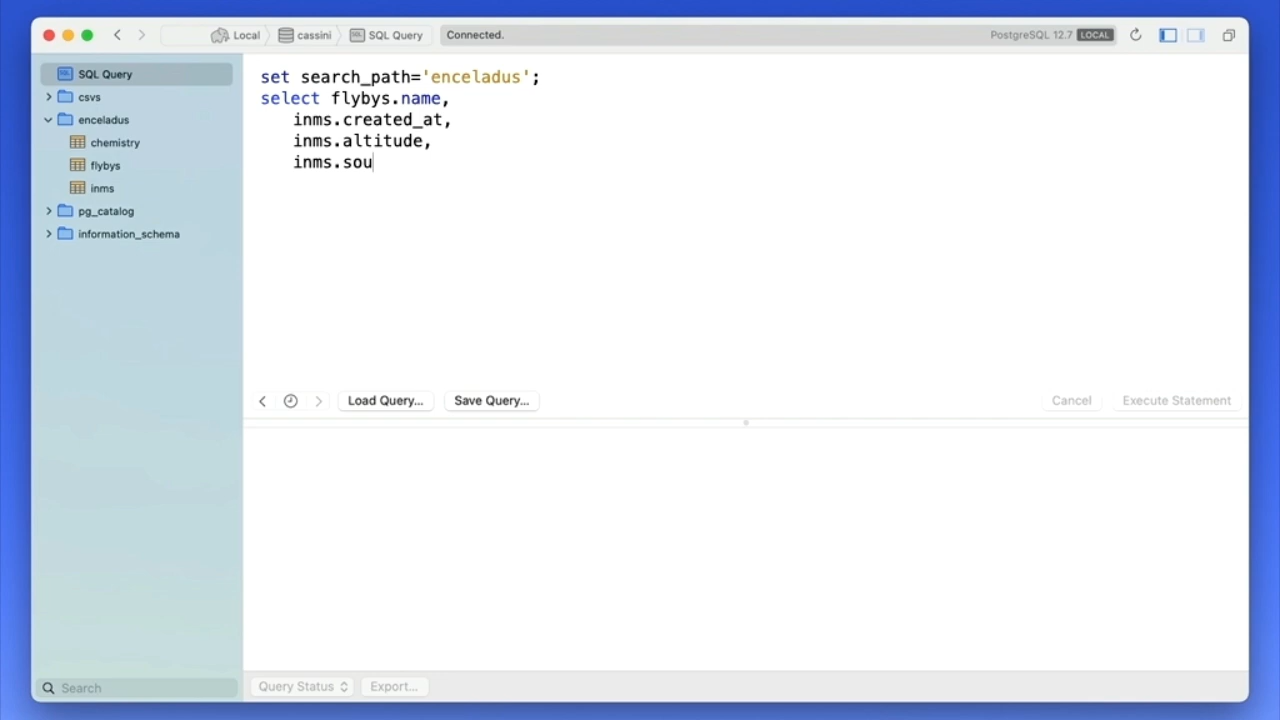 Local cassini SQL Query Connected. PostgreSQL 12.7 LOCAL
SQL Query
csvs
enceladus
chemistry
flybys
inms
pg_catalog
information_schema
set search_path='enceladus';
select flybys.name,
inms.created_at,
inms.altitude,
inms.sou
Load Query... Save Query... Cancel Execute Statement
Search Query Status Export...